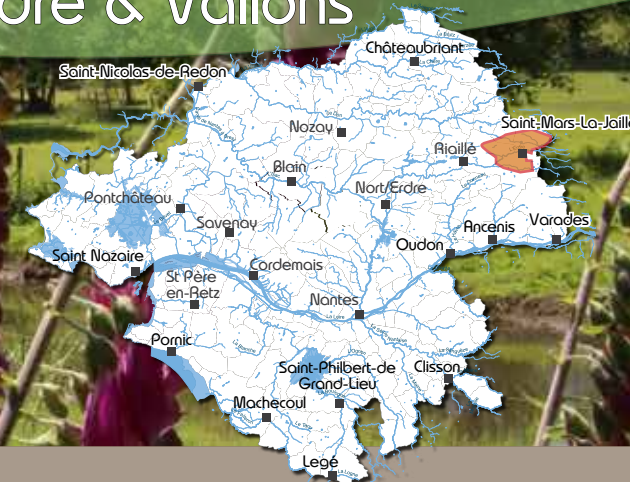 ore & Vallons
Châteaubriant
Saint-Nicolas-de-Redon
Saint-Mars-La-Jaille
Nozay
Riaillé
Blain
Nort/Erdre
Pontchâteau
Savenay
Ancenis
Varades
Oudon
Saint Nazaire
Cordemais
St Père
en-Retz
Nantes
La Loire
Pornic
Saint-Philbert-de
Grand-Lieu
Clisson
Machecoul
Legé